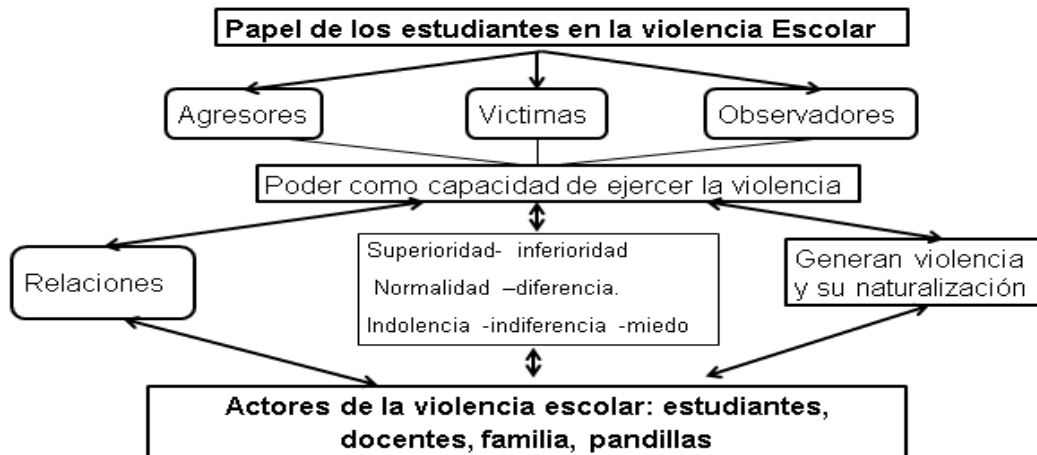 Papel de los estudiantes en la violencia Escolar
Agresores
Victimas
Observadores
Poder como capacidad de ejercer la violencia
Relaciones
Superioridad- inferioridad
Normalidad –diferencia.
Indolencia -indiferencia -miedo
Generan violencia
y su naturalización
Actores de la violencia escolar: estudiantes,
docentes, familia, pandillas